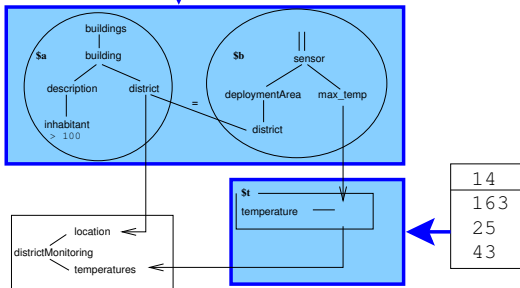 buildings
$a
building
$b
sensor
description
district
deploymentArea
max_temp
=
inhabitant
> 100
district
$t
temperature
14
163
25
43
location
districtMonitoring
temperatures